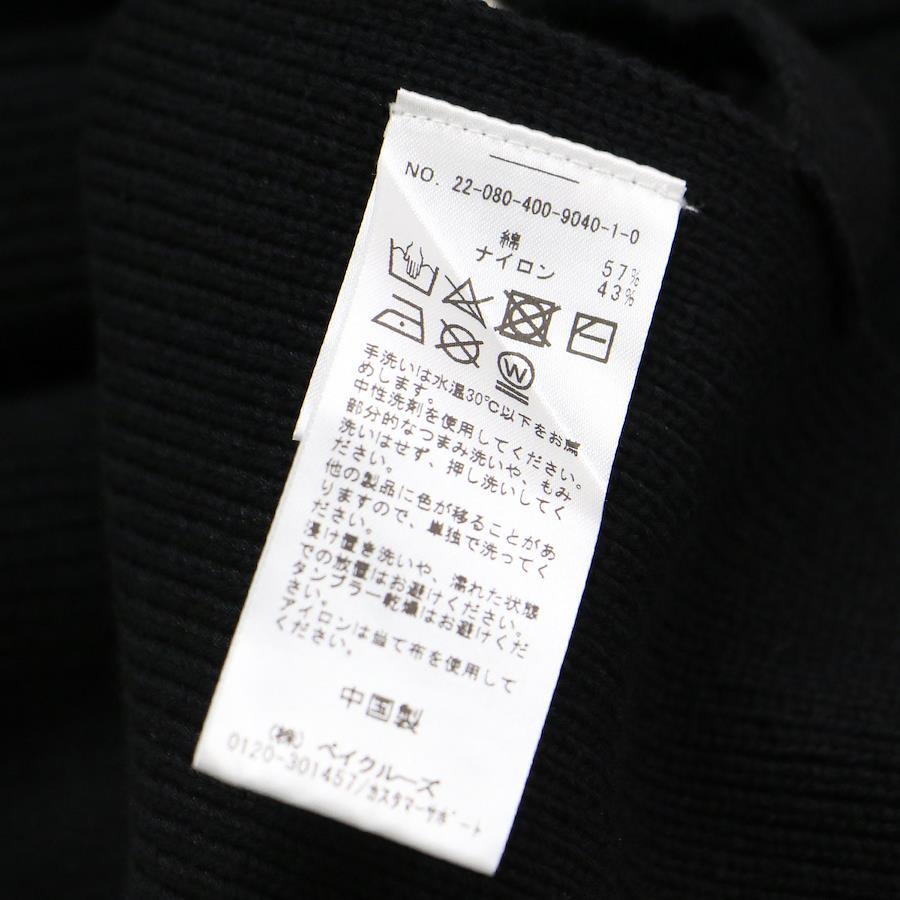 NO. 22-080-400-9040-1-0
綿 57%
ナイロン 43%
W
手洗いは水温30℃以下をお薦
めします。
中性洗剤を使用してください。
部分的なつまみ洗いや、もみ
洗いはせず、押し洗いしてく
ださい。
他の製品に色が移ることがあ
りますので、単独で洗ってく
ださい。
浸け置き洗いや、濡れた状態
での放置はお避けください。
タンブラー乾燥はお避けくだ
さい。
アイロンは当て布を使用して
ください。
中国製
(株) ベイクルーズ
0120-301457/カスタマーサポート